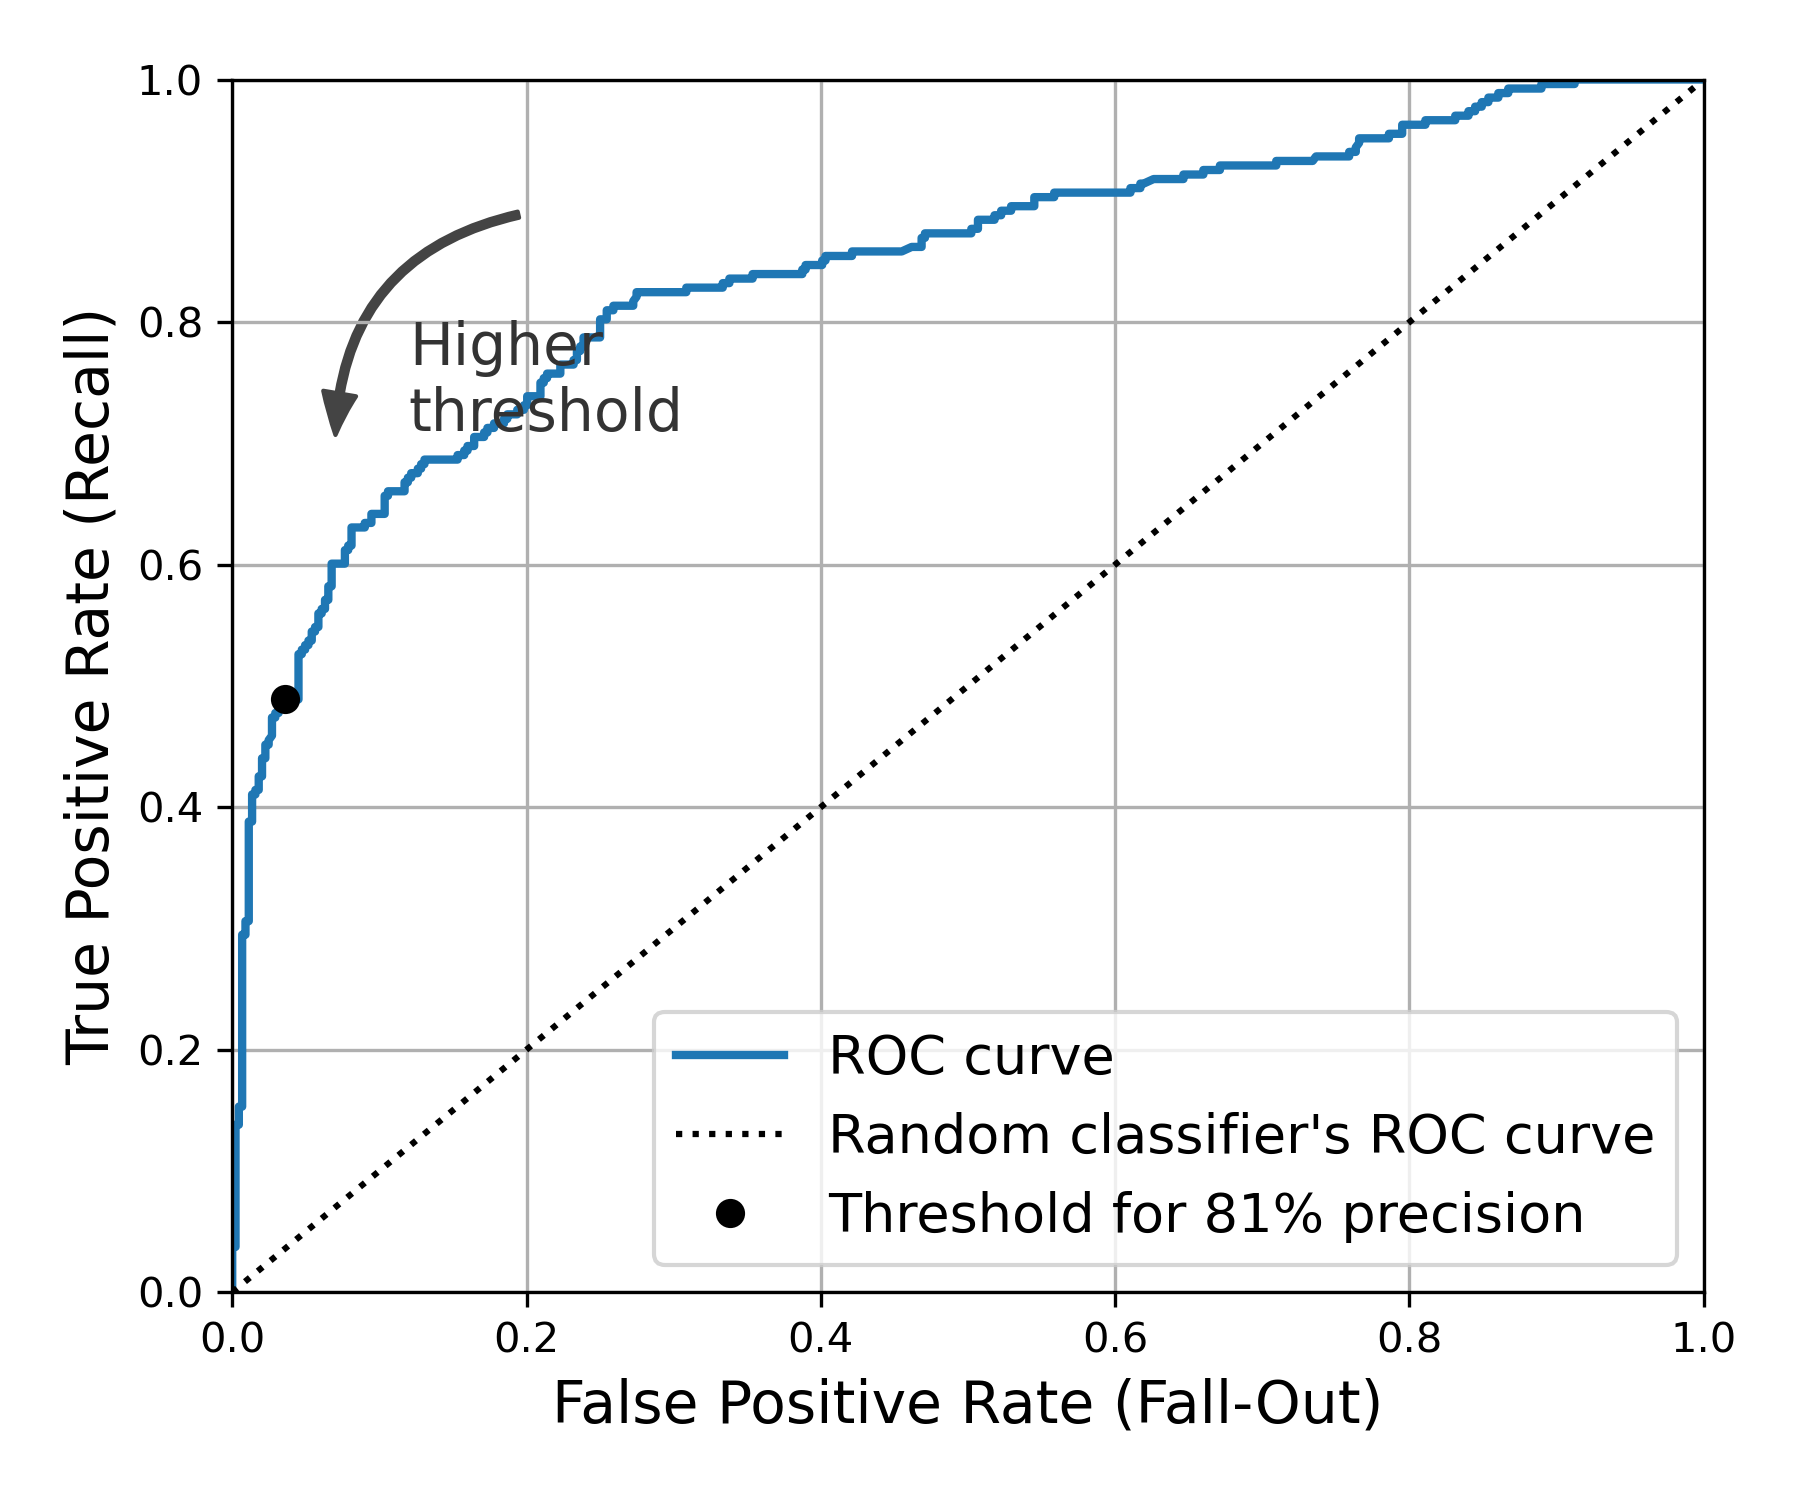 1.0
0.8
0.6
0.4
0.2
0.0
True Positive Rate (Recall)
Higher
threshold
ROC curve
Random classifier's ROC curve
Threshold for 81% precision
0.0 0.2 0.4 0.6 0.8 1.0
False Positive Rate (Fall-Out)